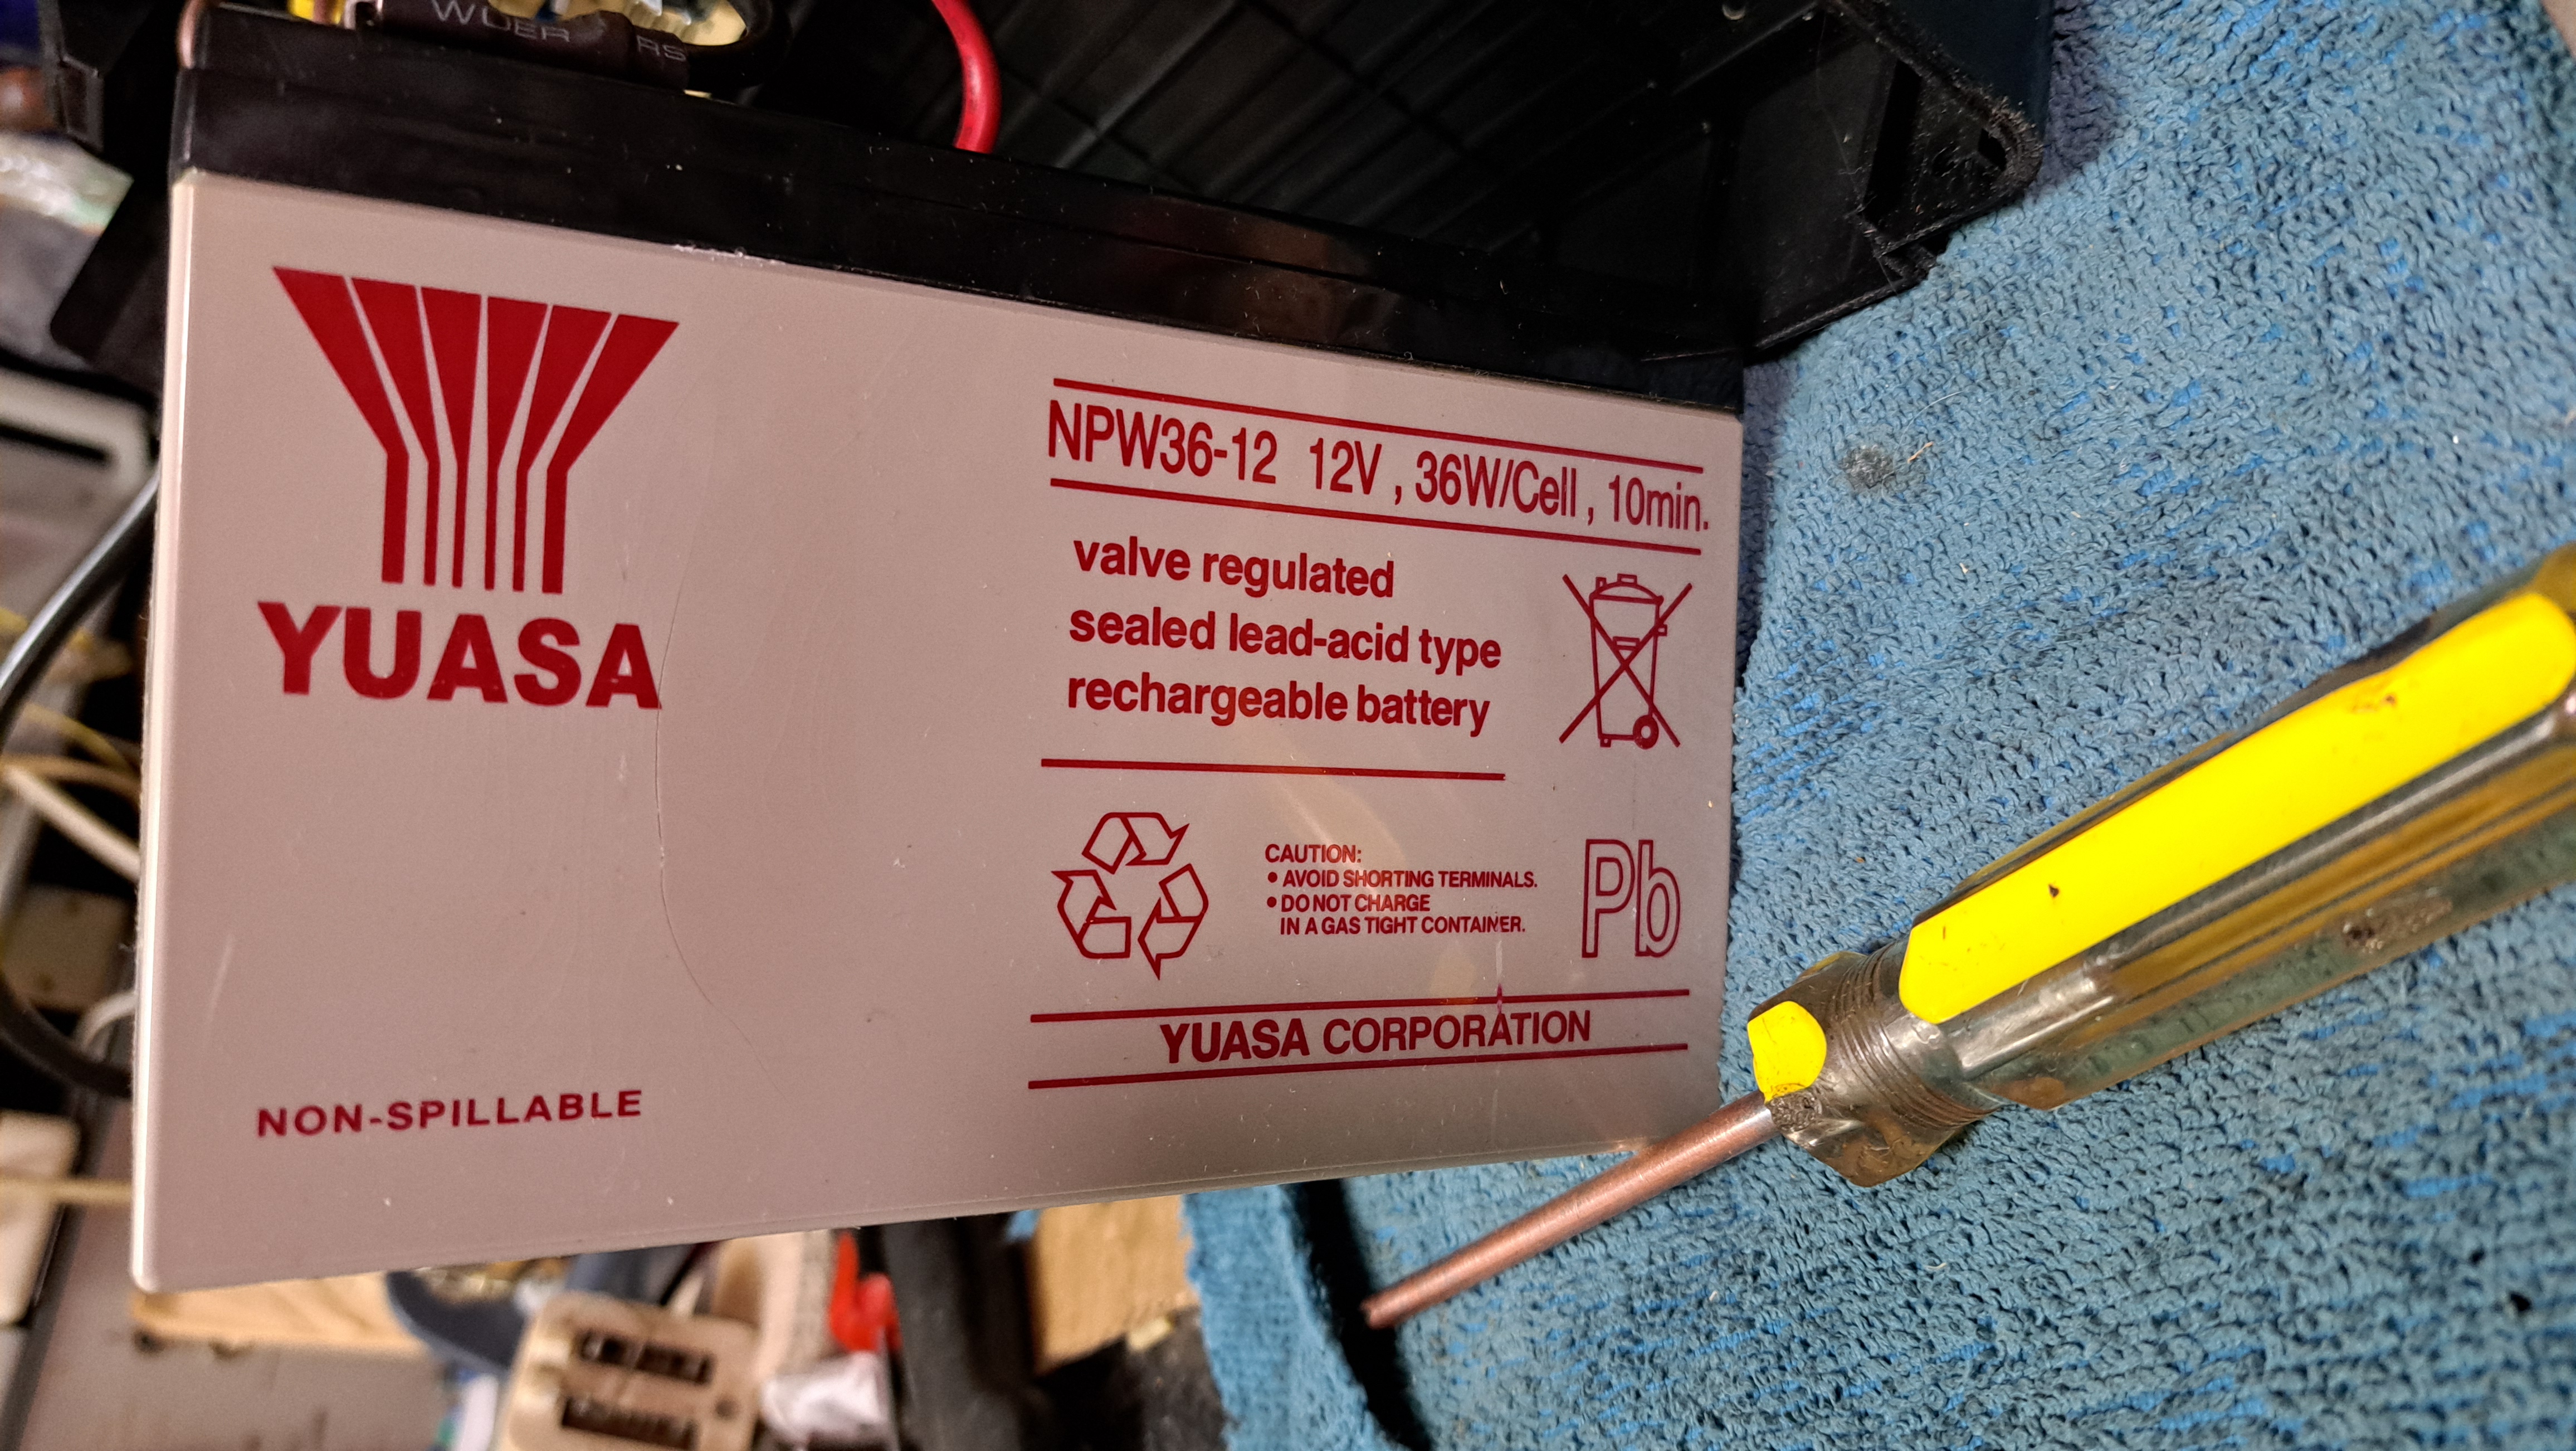 YUASA
NPW36-12 12V , 36W/Cell , 10min.
valve regulated
sealed lead-acid type
rechargeable battery
CAUTION:
• AVOID SHORTING TERMINALS.
• DO NOT CHARGE
IN A GAS TIGHT CONTAINER.
Pb
YUASA CORPORATION
NON-SPILLABLE